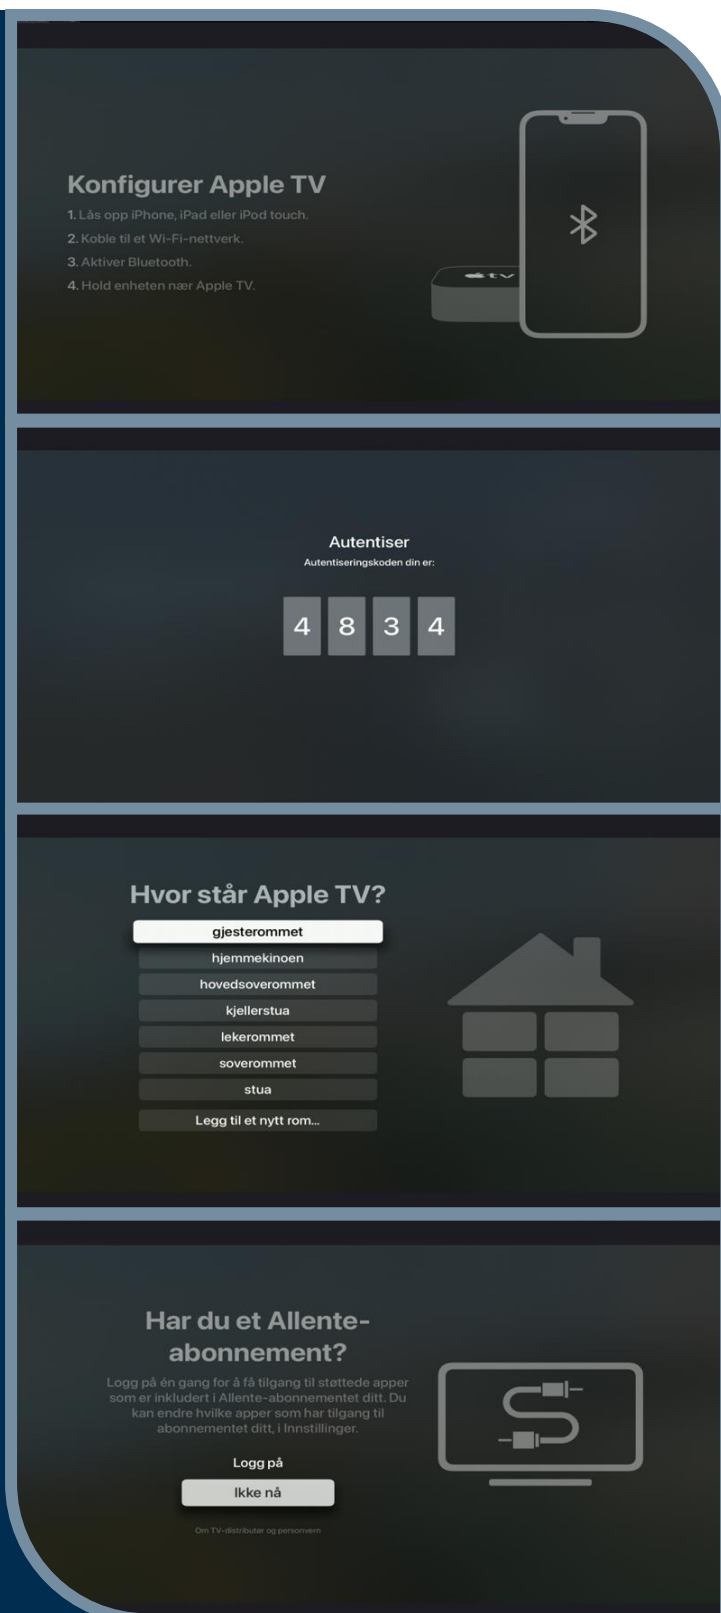 Konfigurer Apple TV
1. Lås opp iPhone, iPad eller iPod touch.
2. Koble til et Wi-Fi-nettverk.
3. Aktiver Bluetooth.
4. Hold enheten nær Apple TV.
tv
Autentiser
Autentiseringskoden din er:
4 8 3 4
Hvor står Apple TV?
gjesterommet
hjemmekinoen
hovedsoverommet
kjellerstua
lekerommet
soverommet
stua
Legg til et nytt rom...
Har du et Allente-
abonnement?
Logg på én gang for å få tilgang til støttede apper
som er inkludert i Allente-abonnementet ditt. Du
kan endre hvilke apper som har tilgang til
abonnementet ditt, i Innstillinger.
Logg på
Ikke nå
Om TV-distributør og personvern